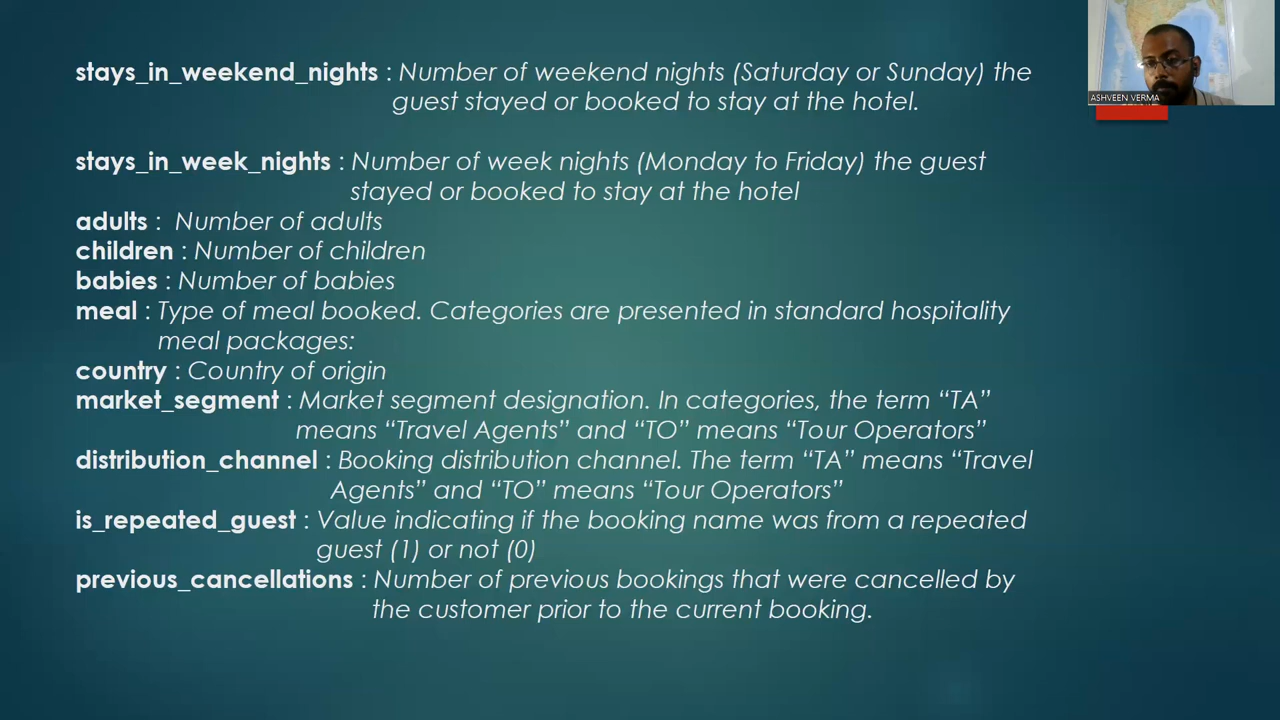 stays_in_weekend_nights : Number of weekend nights (Saturday or Sunday) the
guest stayed or booked to stay at the hotel.
ASHVEEN VERMA
stays_in_week_nights : Number of week nights (Monday to Friday) the guest
stayed or booked to stay at the hotel
adults : Number of adults
children : Number of children
babies : Number of babies
meal : Type of meal booked. Categories are presented in standard hospitality
meal packages:
country : Country of origin
market_segment : Market segment designation. In categories, the term “TA”
means “Travel Agents” and “TO” means “Tour Operators”
distribution_channel : Booking distribution channel. The term “TA” means “Travel
Agents” and “TO” means “Tour Operators”
is_repeated_guest : Value indicating if the booking name was from a repeated
guest (1) or not (0)
previous_cancellations : Number of previous bookings that were cancelled by
the customer prior to the current booking.